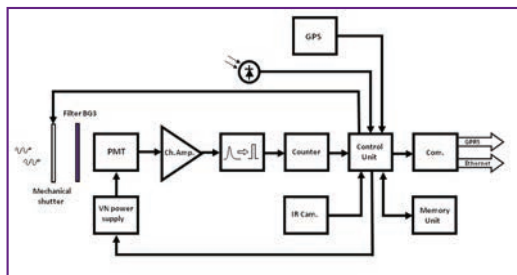 GPS
Filter BG3
PMT
Ch.Amp.
Counter
Control
Unit
Com.
GPRS
Ethernet
Mechanical
shutter
VN power
supply
IR Cam.
Memory
Unit